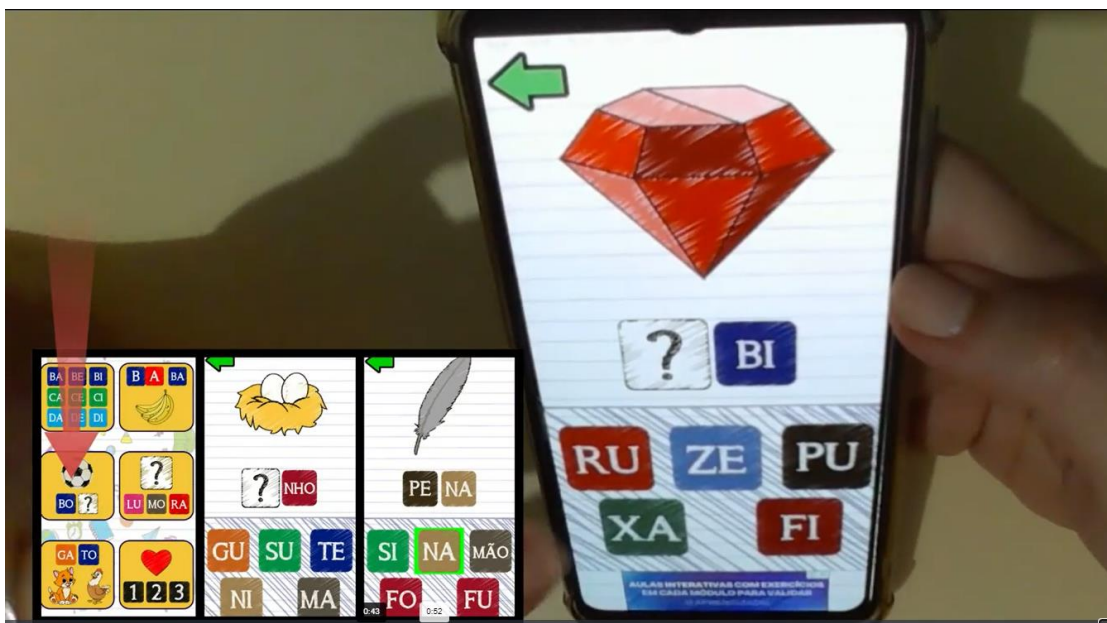 ? BI
RU ZE PU
XA FI
AULAS INTERATIVAS COM EXERCÍCIOS
EM CADA MÓDULO PARA VALIDAR
BA BE BI
CA CE CI
DA DE DI
B A BA
BO ?
?
LU MO RA
GA TO
1 2 3
? NHO
GU SU TE
NI MA
PE NA
SI NA MÃO
FO FU
0:43
0:52